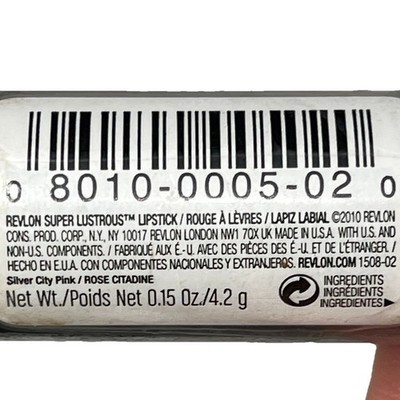 0 8010-0005-02 0
REVLON SUPER LUSTROUS™ LIPSTICK / ROUGE À LÈVRES / LAPIZ LABIAL ©2010 REVLON
CONS. PROD. CORP., N.Y., NY 10017 REVLON LONDON NW1 7QX UK MADE IN U.S.A. WITH U.S. AND
NON-U.S. COMPONENTS. / FABRIQUÉ AUX É.-U. AVEC DES PIÈCES DES É.-U. ET DE L'ÉTRANGER. /
HECHO EN E.U.A. CON COMPONENTES NACIONALES Y EXTRANJEROS. REVLON.COM 1508-02
Silver City Pink / ROSE CITADINE
Net Wt./Poids Net 0.15 Oz./4.2 g
INGREDIENTS
INGRÉDIENTS
INGREDIENTES